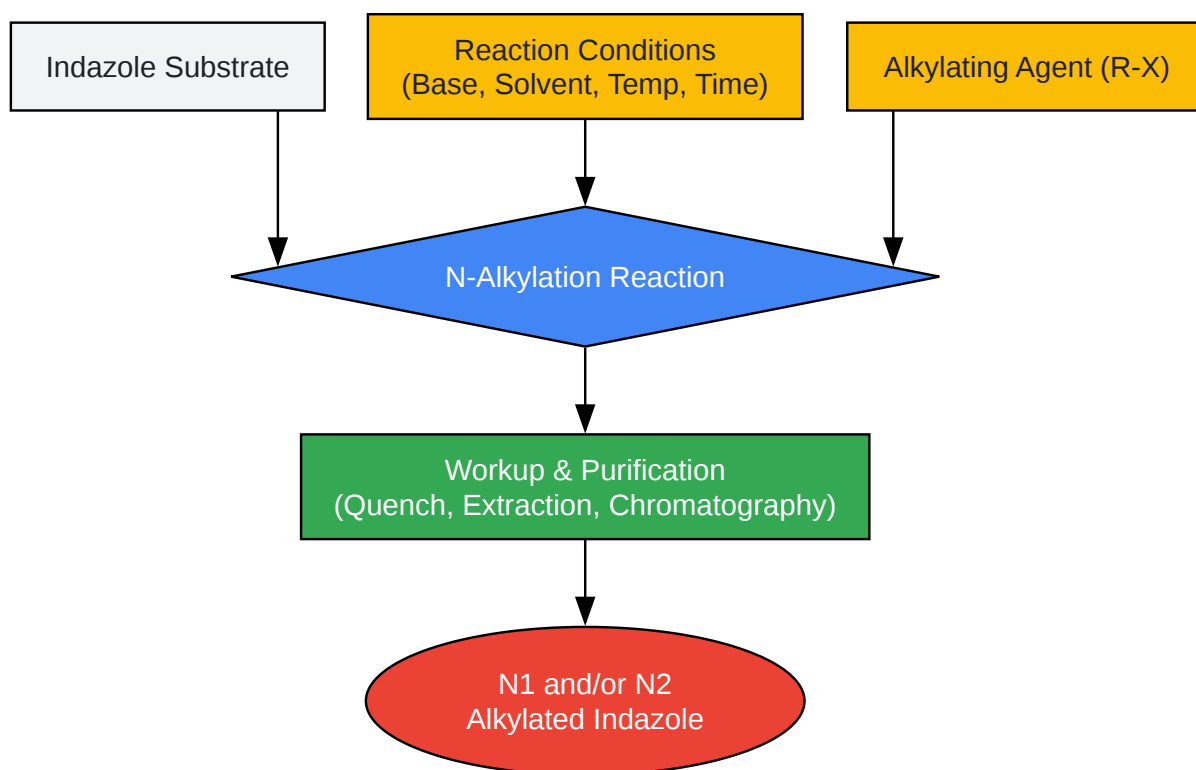 Indazole Substrate
Reaction Conditions
(Base, Solvent, Temp, Time)
Alkylating Agent (R-X)
N-Alkylation Reaction
Workup & Purification
(Quench, Extraction, Chromatography)
N1 and/or N2
Alkylated Indazole